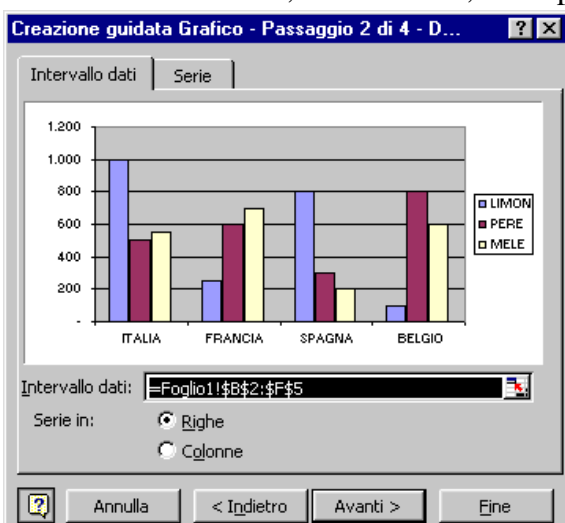 Creazione guidata Grafico - Passaggio 2 di 4 - D...
Intervallo dati Serie
1.200
1.000
800
600
400
200
-
LIMON
PERE
MELE
ITALIA FRANCIA SPAGNA BELGIO
Intervallo dati: =Foglio1!$B$2:$F$5
Serie in: Righe
Colonne
Annulla < Indietro Avanti > Fine